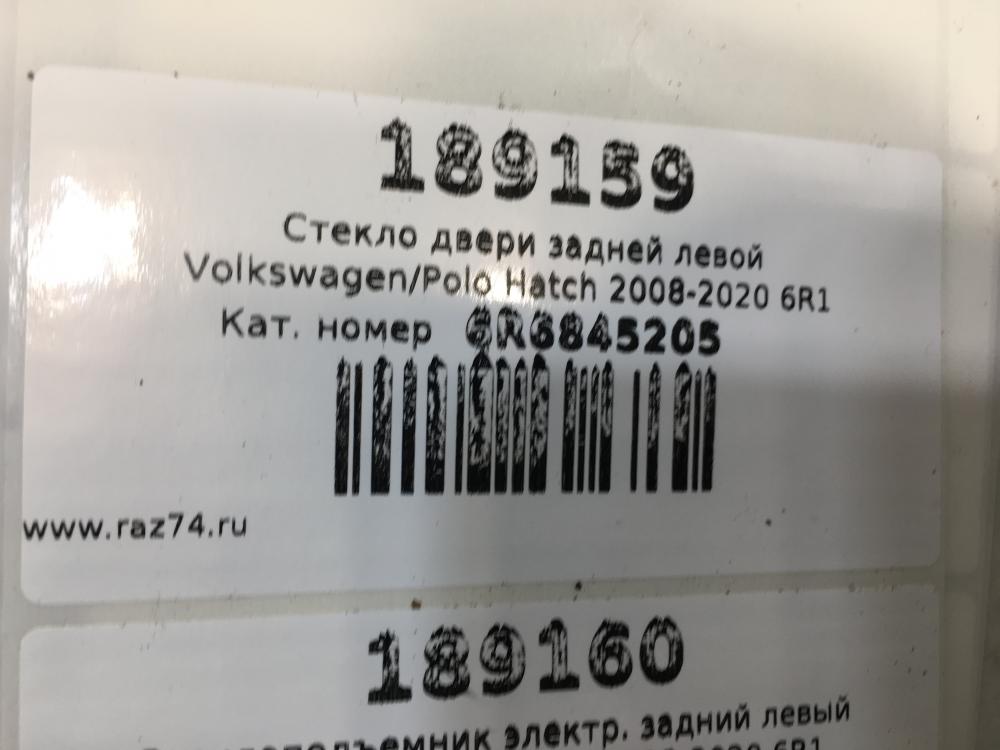 189159
Стекло двери задней левой
Volkswagen/Polo Hatch 2008-2020 6R1
Кат. номер 6R6845205
www.raz74.ru
189160
электр. задний левый
6R1